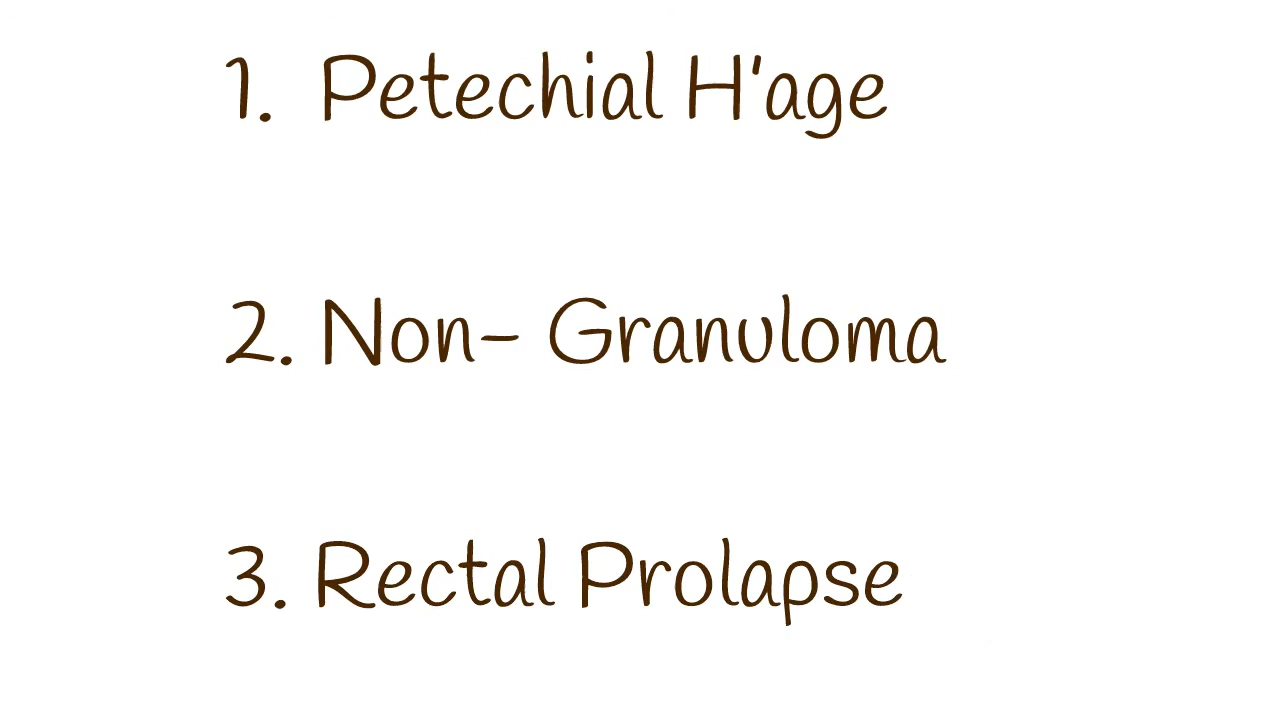 1. Petechial H'age
2. Non- Granuloma
3. Rectal Prolapse